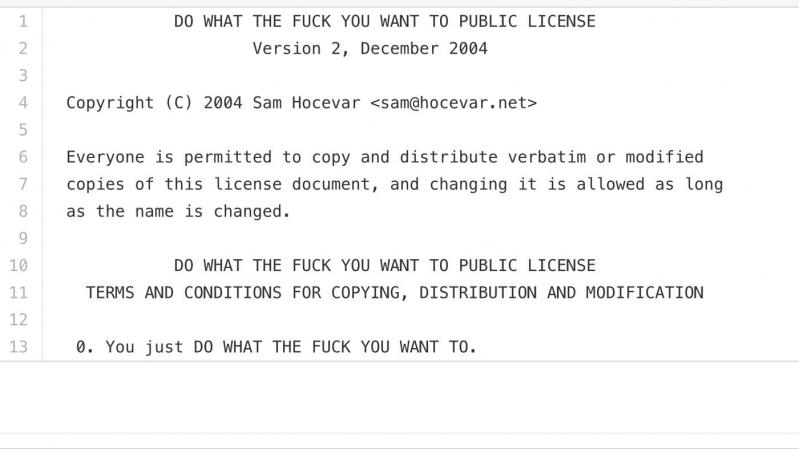 1 DO WHAT THE FUCK YOU WANT TO PUBLIC LICENSE
2 Version 2, December 2004
3
4 Copyright (C) 2004 Sam Hocevar <sam@hocevar.net>
5
6 Everyone is permitted to copy and distribute verbatim or modified
7 copies of this license document, and changing it is allowed as long
8 as the name is changed.
9
10 DO WHAT THE FUCK YOU WANT TO PUBLIC LICENSE
11 TERMS AND CONDITIONS FOR COPYING, DISTRIBUTION AND MODIFICATION
12
13 0. You just DO WHAT THE FUCK YOU WANT TO.